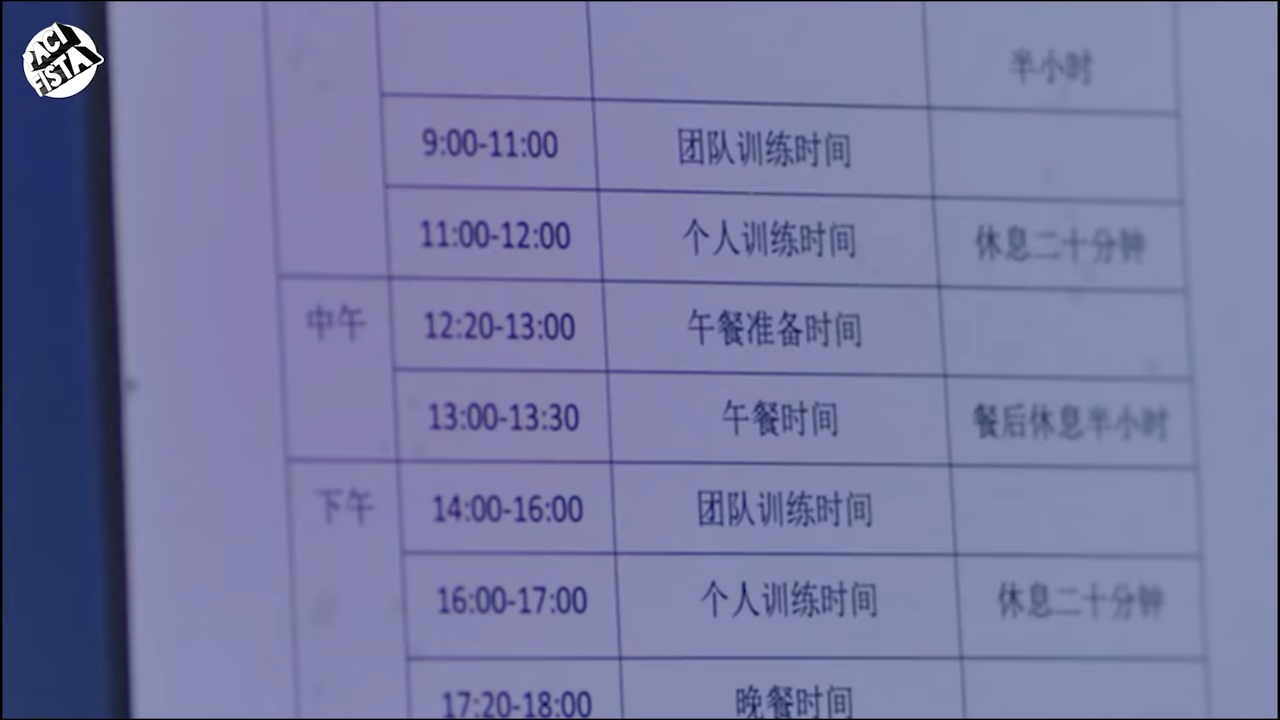 PACI
FISTA
半小时
9:00-11:00 团队训练时间
11:00-12:00 个人训练时间 休息二十分钟
中午 12:20-13:00 午餐准备时间
13:00-13:30 午餐时间 餐后休息半小时
下午 14:00-16:00 团队训练时间
16:00-17:00 个人训练时间 休息二十分钟
17:20-18:00 晚餐时间